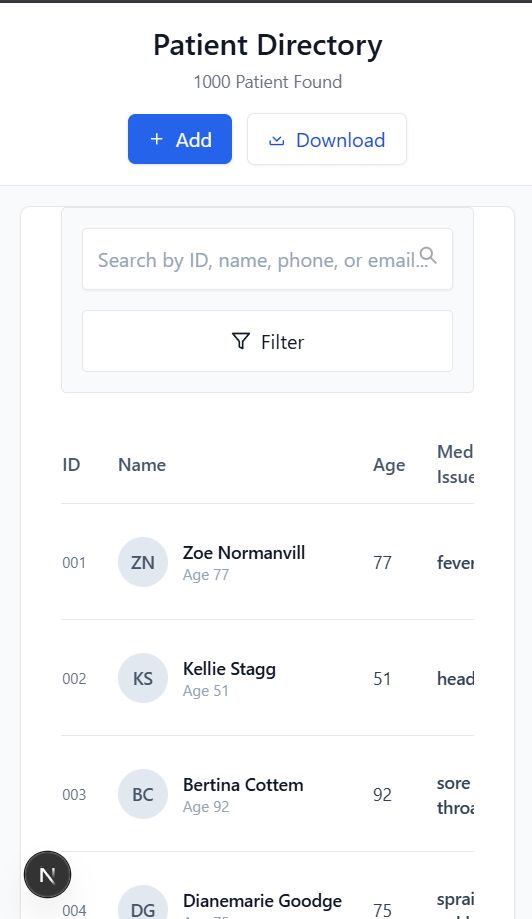 Patient Directory
1000 Patient Found
+ Add
Download
Search by ID, name, phone, or email...
Filter
ID Name Age Med
Issue
001 ZN Zoe Normanvill 77 fever
Age 77
002 KS Kellie Stagg 51 head
Age 51
003 BC Bertina Cottem 92 sore
Age 92 throa
N
004 DG Dianemarie Goodge 75 sprai